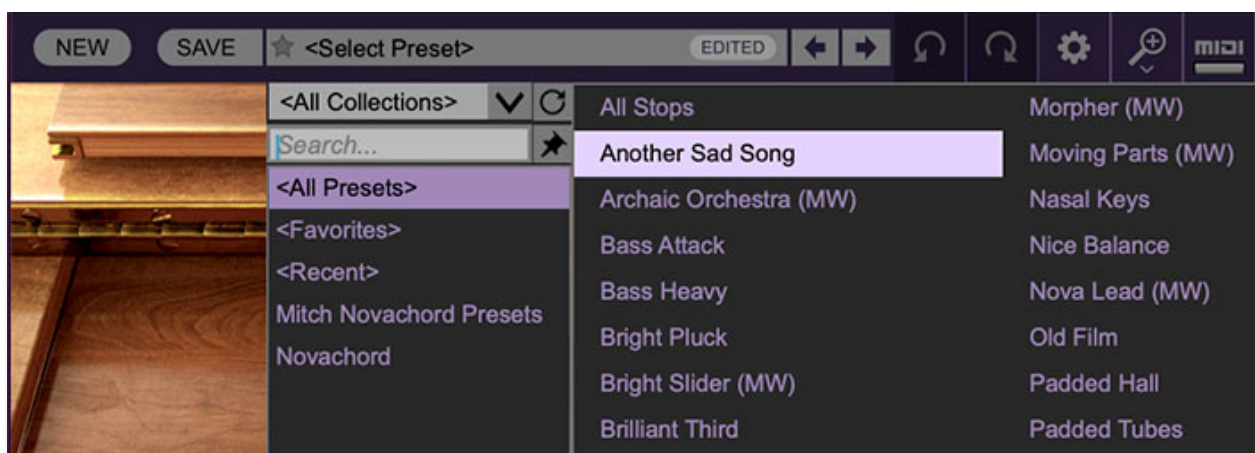 NEW
SAVE
<Select Preset>
EDITED
MIDI
<All Collections>
Search...
<All Presets>
<Favorites>
<Recent>
Mitch Novachord Presets
Novachord
All Stops
Another Sad Song
Archaic Orchestra (MW)
Bass Attack
Bass Heavy
Bright Pluck
Bright Slider (MW)
Brilliant Third
Morpher (MW)
Moving Parts (MW)
Nasal Keys
Nice Balance
Nova Lead (MW)
Old Film
Padded Hall
Padded Tubes